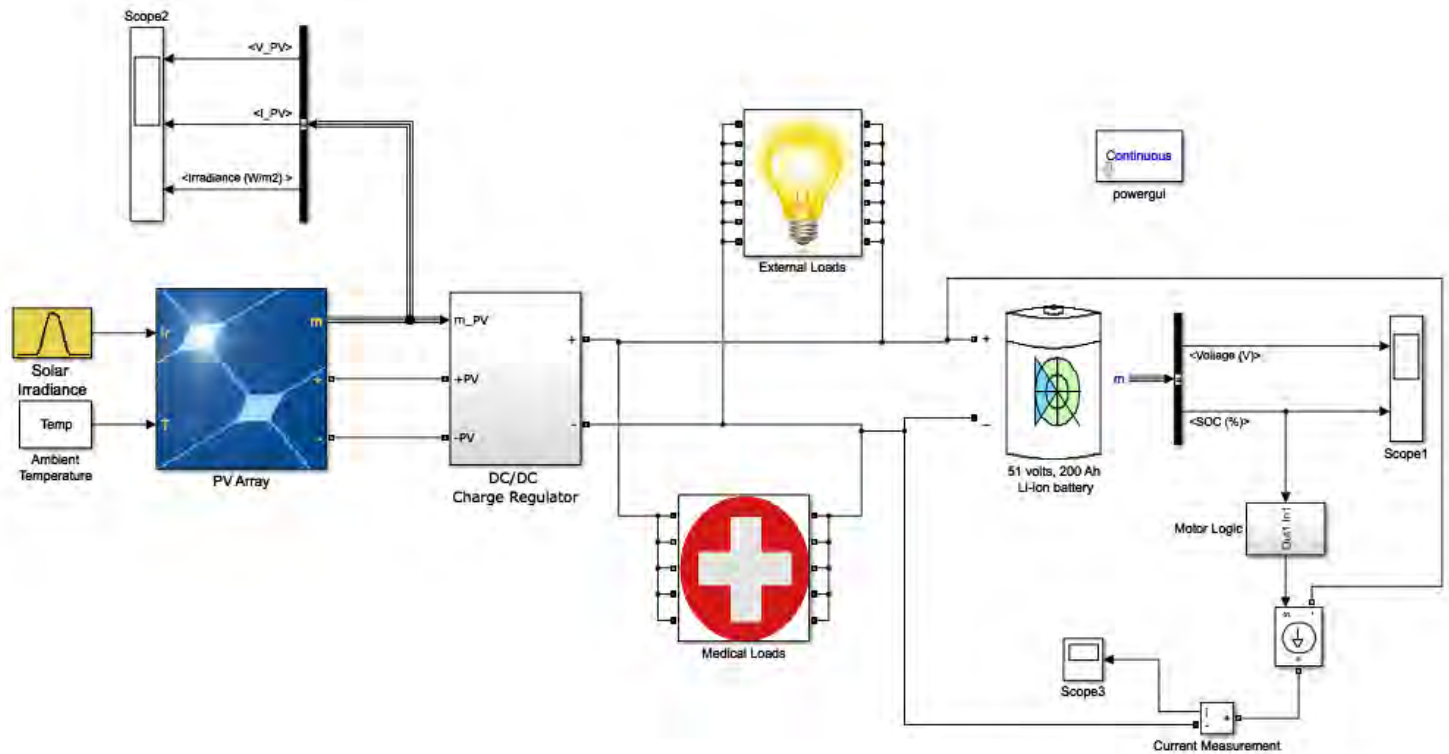 Scope2
<V_PV>
<I_PV>
<Irradiance (W/m2) >
Continuous
powergui
External Loads
Ir
m
m_PV
+
+
Solar
Irradiance
+
+PV
<Voltage (V)>
m
Temp
T
-
-PV
-
-
<SOC (%)>
Ambient
Temperature
PV Array
DC/DC
Charge Regulator
51 volts, 200 Ah
Li-Ion battery
Scope1
Motor Logic
Out1 In1
Medical Loads
Scope3
i
+
-
Current Measurement